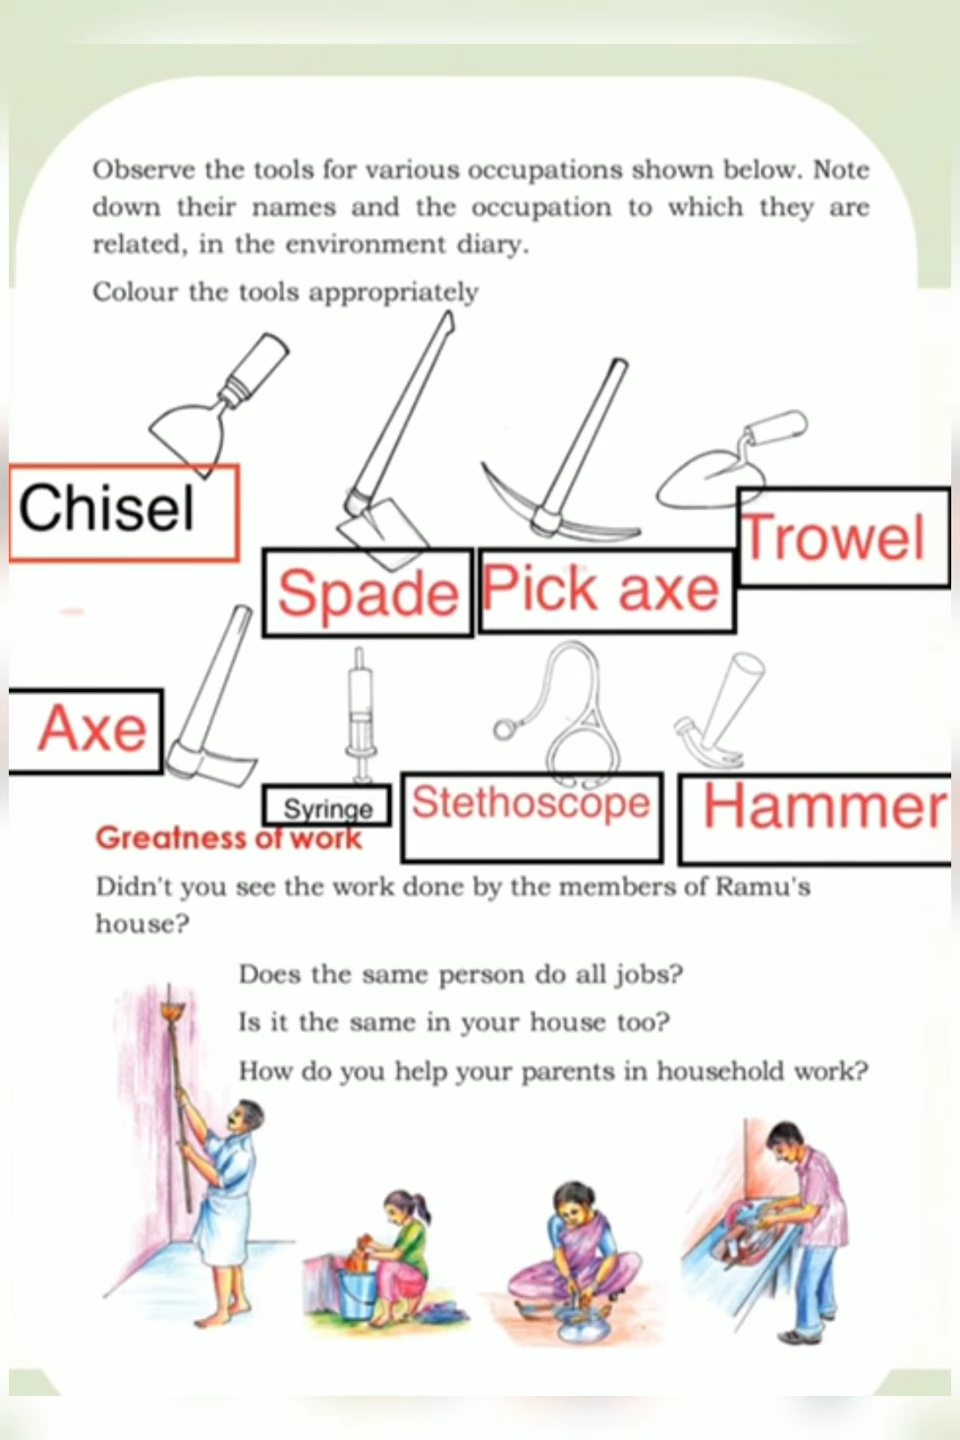 Observe the tools for various occupations shown below. Note
down their names and the occupation to which they are
related, in the environment diary.
Colour the tools appropriately
Chisel
Spade
Pick axe
Trowel
Axe
Syringe
Stethoscope
Hammer
Greatness of work
Didn't you see the work done by the members of Ramu's
house?
Does the same person do all jobs?
Is it the same in your house too?
How do you help your parents in household work?